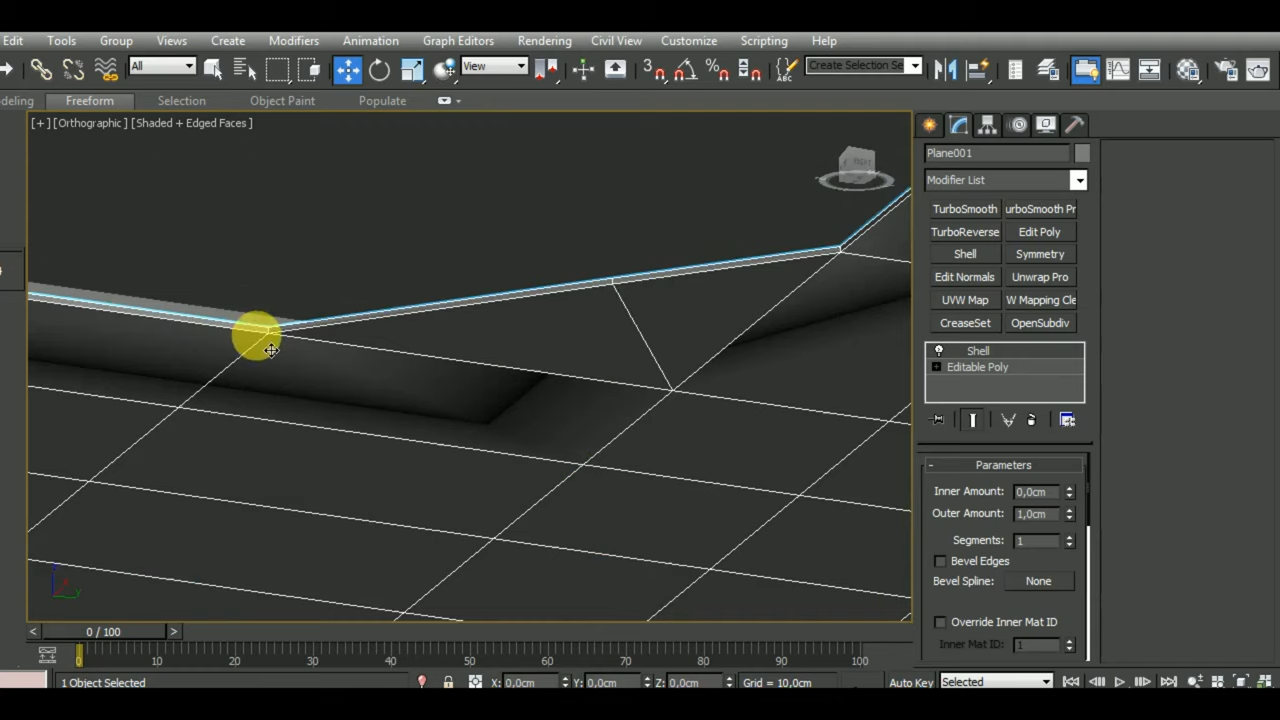 Edit Tools Group Views Create Modifiers Animation Graph Editors Rendering Civil View Customize Scripting Help
All View 3 % ABC Create Selection Se
deling Freeform Selection Object Paint Populate
[+] [Orthographic] [Shaded + Edged Faces]
Plane001
Modifier List
TurboSmooth urboSmooth Pr
TurboReverse Edit Poly
Shell Symmetry
Edit Normals Unwrap Pro
UVW Map W Mapping Cle
CreaseSet OpenSubdiv
Shell
Editable Poly
- Parameters
Inner Amount: 0,0cm
Outer Amount: 1,0cm
Segments: 1
Bevel Edges
Bevel Spline: None
Override Inner Mat ID
Inner Mat ID: 1
< 0 / 100 >
0 10 20 30 40 50 60 70 80 90 100
1 Object Selected X: 0,0cm Y: 0,0cm Z: 0,0cm Grid = 10,0cm Auto Key Selected